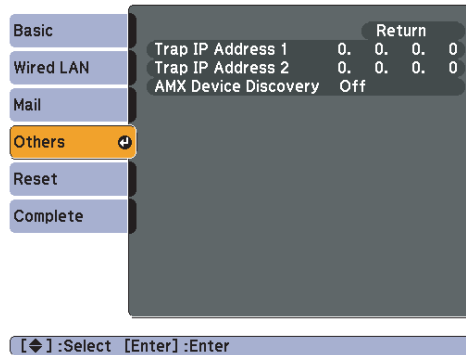 Basic
Wired LAN
Mail
Others
Reset
Complete
Return
Trap IP Address 1 0. 0. 0. 0
Trap IP Address 2 0. 0. 0. 0
AMX Device Discovery Off
[◆] :Select [Enter] :Enter